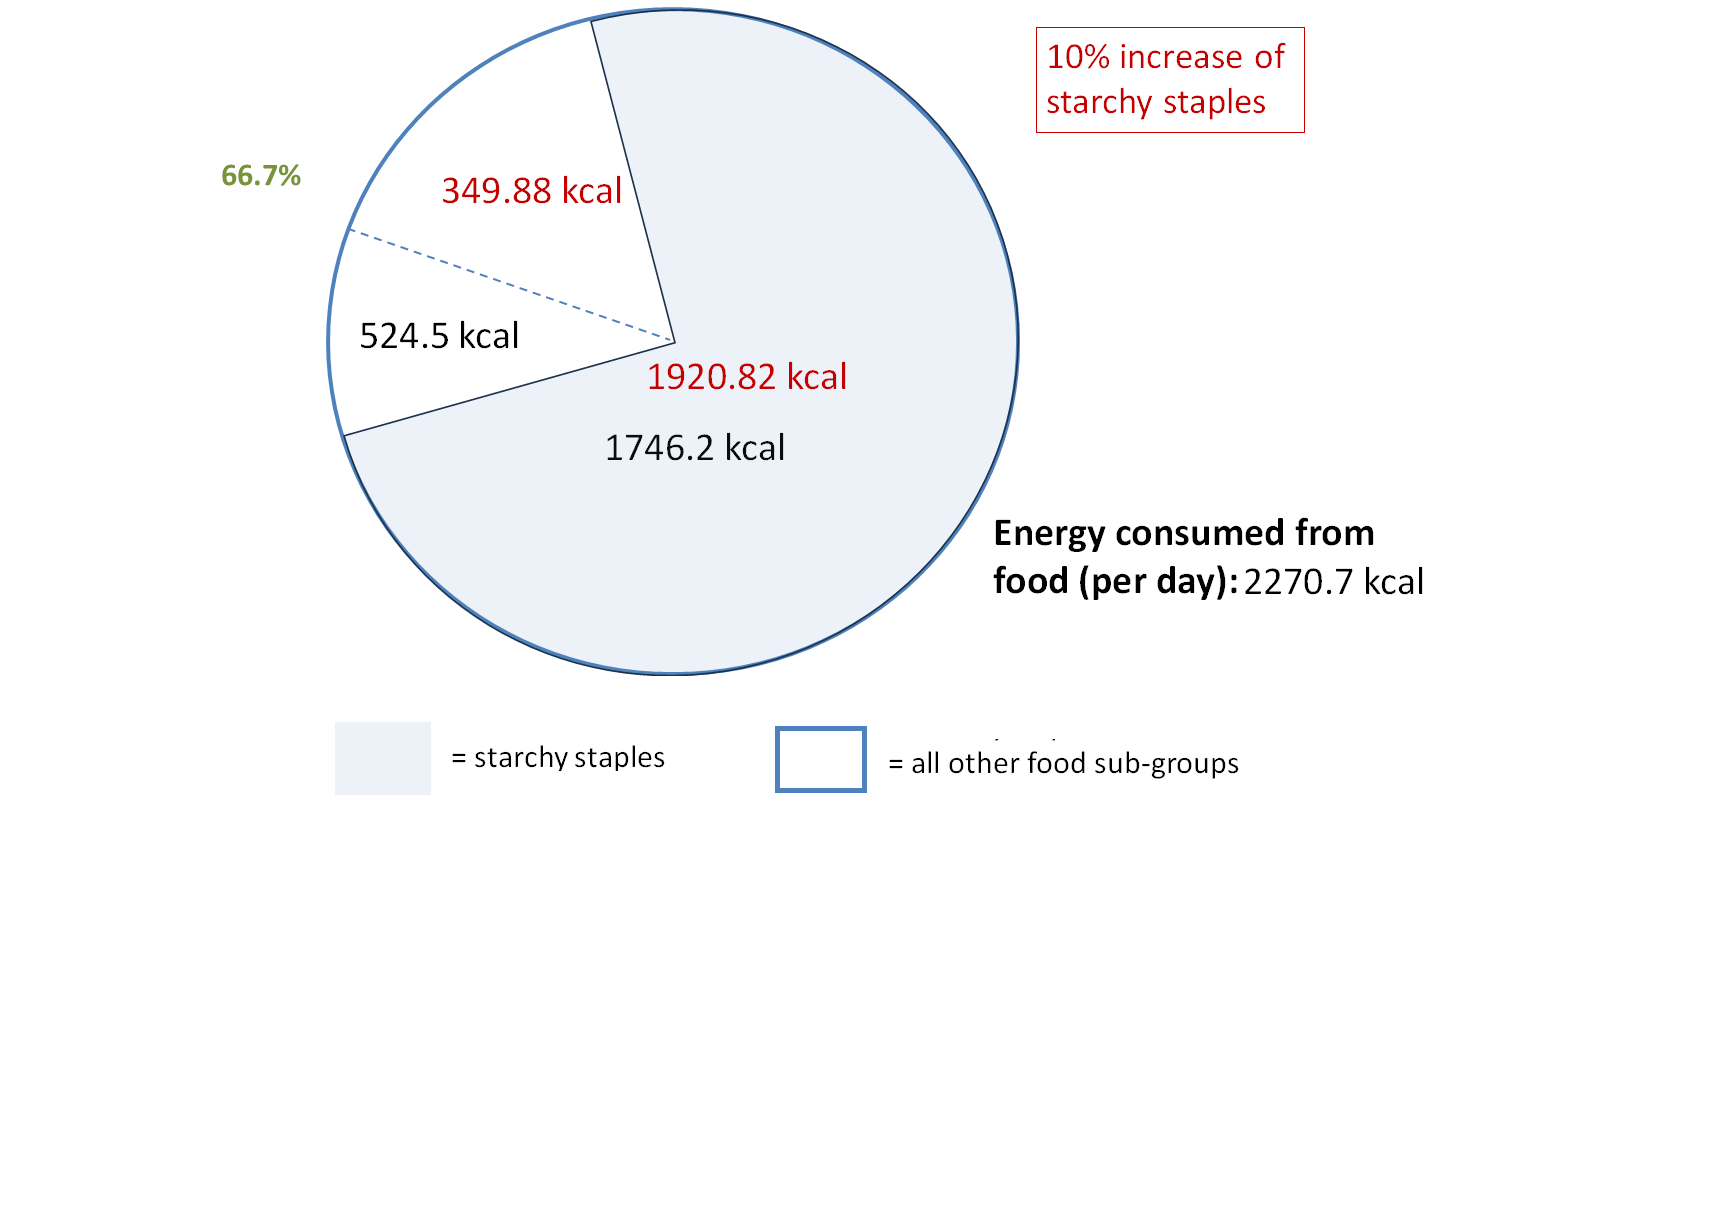 10% increase of
starchy staples
66.7%
349.88 kcal
524.5 kcal
1920.82 kcal
1746.2 kcal
Energy consumed from
food (per day): 2270.7 kcal
= starchy staples
= all other food sub-groups